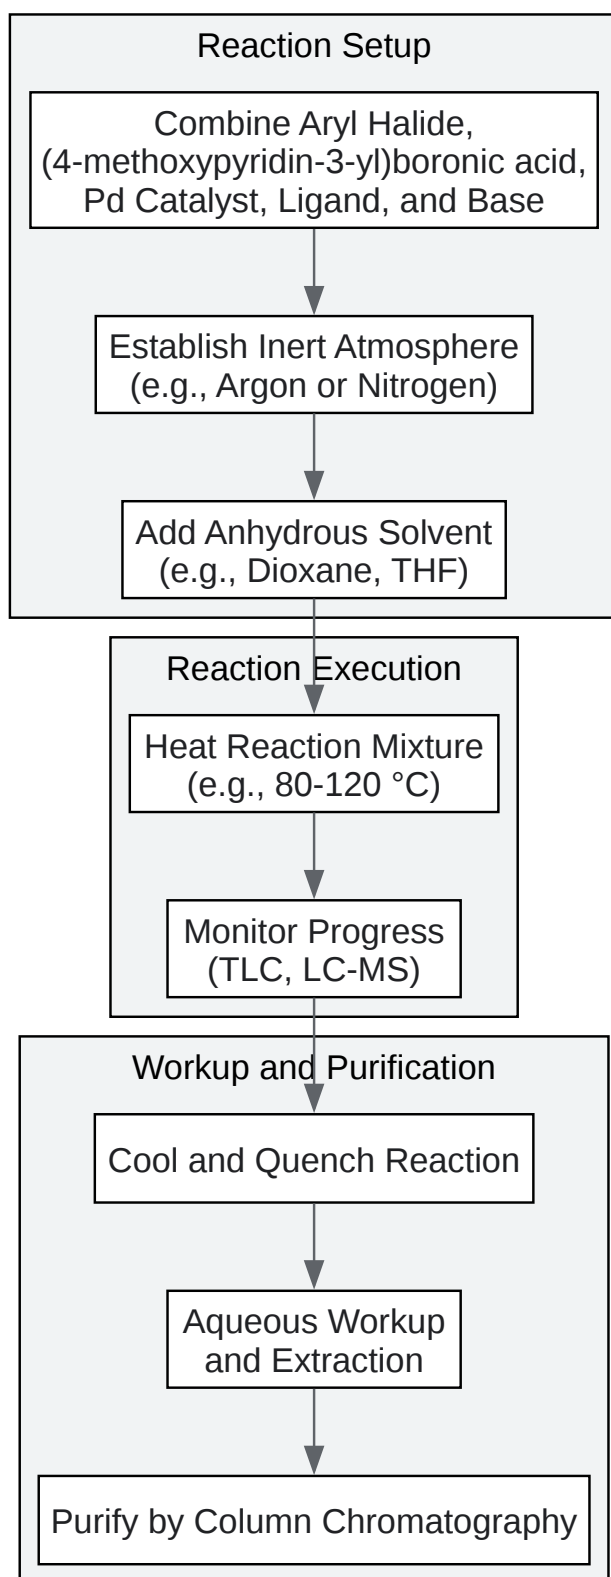 Reaction Setup
Combine Aryl Halide,
(4-methoxypyridin-3-yl)boronic acid,
Pd Catalyst, Ligand, and Base
Establish Inert Atmosphere
(e.g., Argon or Nitrogen)
Add Anhydrous Solvent
(e.g., Dioxane, THF)
Reaction Execution
Heat Reaction Mixture
(e.g., 80-120 °C)
Monitor Progress
(TLC, LC-MS)
Workup and Purification
Cool and Quench Reaction
Aqueous Workup
and Extraction
Purify by Column Chromatography